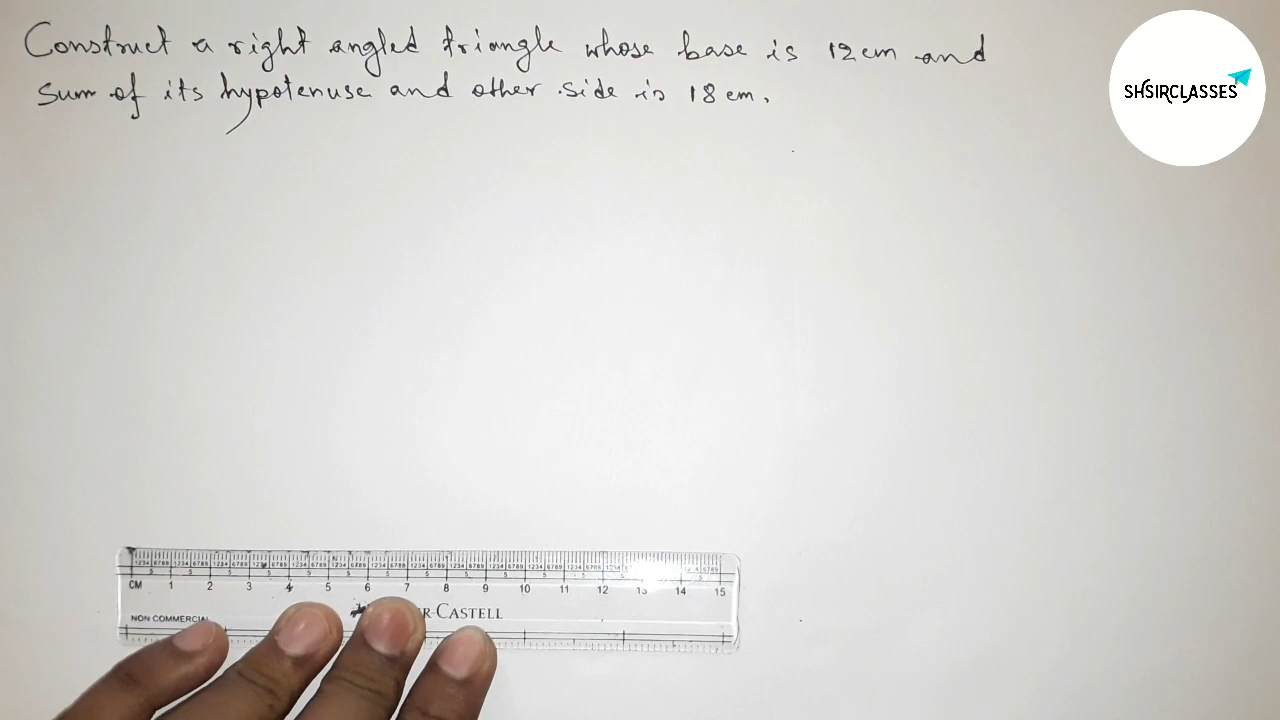 Construct a right angled triangle whose base is 12 cm and
sum of its hypotenuse and other side is 18 cm.
SHSIRCLASSES
CM 1 2 3 4 5 6 7 8 9 10 11 12 13 14 15
R-CASTELL
NON COMMERCIAL